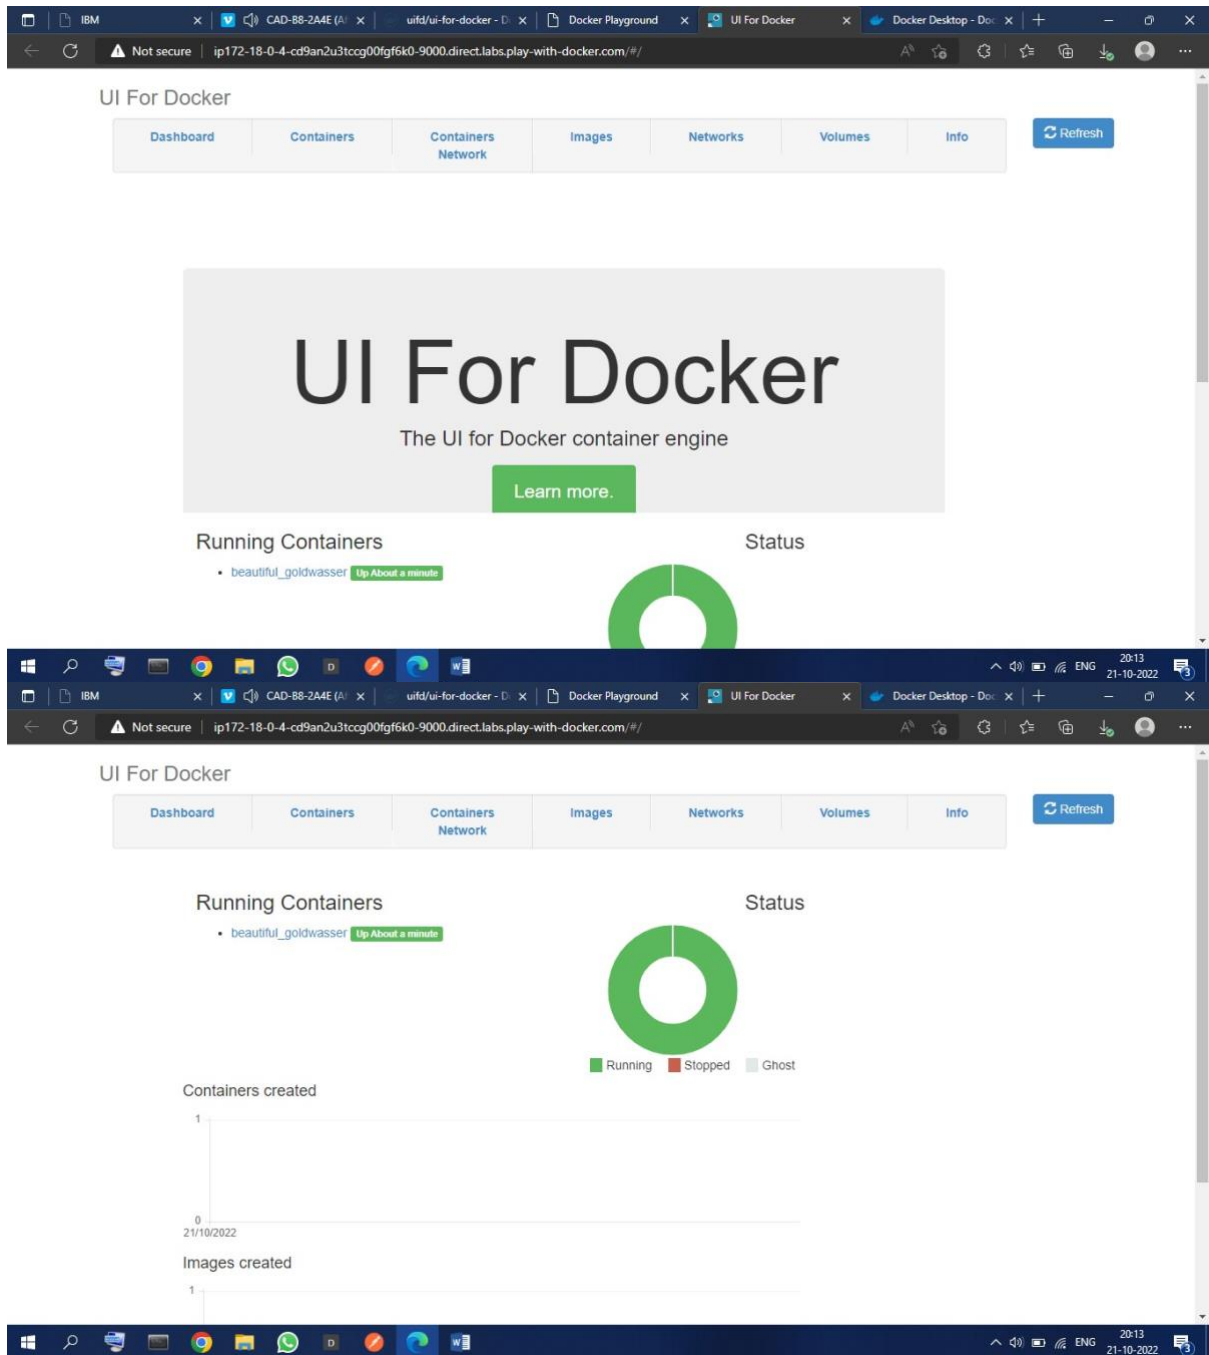 IBM
CAD-B8-2A4E (A
uifd/ui-for-docker - D
Docker Playground
UI For Docker
Docker Desktop - Doc
Not secure
ip172-18-0-4-cd9an2u3tccg00fgf6k0-9000.direct.labs.play-with-docker.com/#/
UI For Docker
Dashboard
Containers
Containers
Network
Images
Networks
Volumes
Info
Refresh
UI For Docker
The UI for Docker container engine
Learn more.
Running Containers
Status
beautiful_goldwasser Up About a minute
D
W
ENG
20:13
21-10-2022
3
IBM
CAD-B8-2A4E (A
uifd/ui-for-docker - D
Docker Playground
UI For Docker
Docker Desktop - Doc
Not secure
ip172-18-0-4-cd9an2u3tccg00fgf6k0-9000.direct.labs.play-with-docker.com/#/
UI For Docker
Dashboard
Containers
Containers
Network
Images
Networks
Volumes
Info
Refresh
Running Containers
Status
beautiful_goldwasser Up About a minute
Running
Stopped
Ghost
Containers created
1
0
21/10/2022
Images created
1
D
W
ENG
20:13
21-10-2022
3